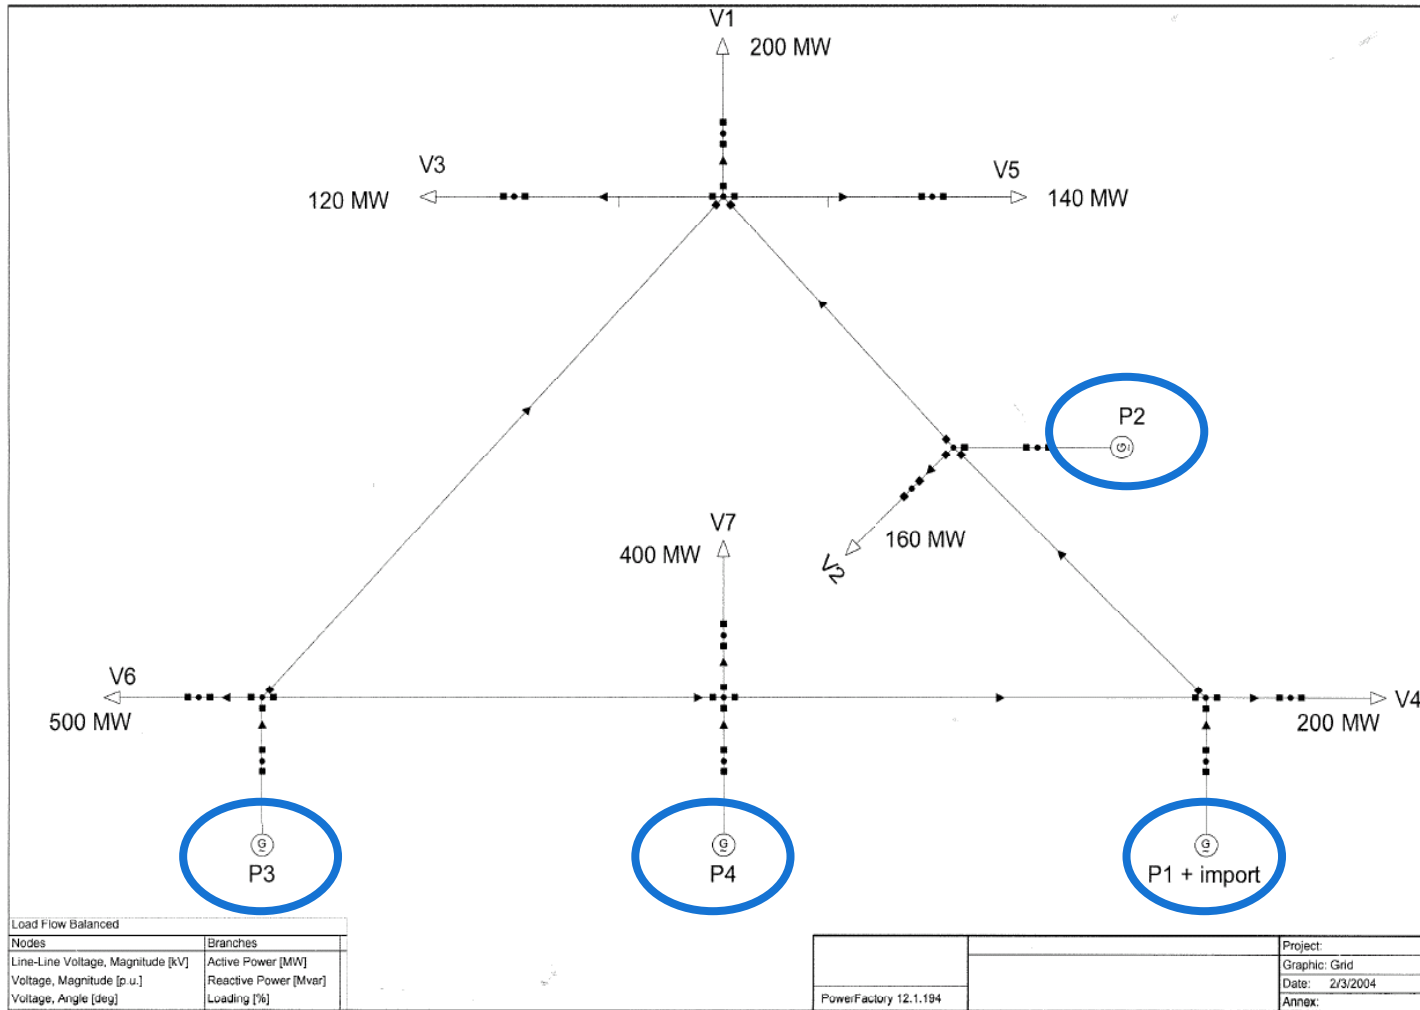 V1
200 MW
V3
V5
120 MW
140 MW
P2
V7
400 MW
160 MW
V2
V6
V4
500 MW
200 MW
G
G
G
G
P3
P4
P1 + import
Load Flow Balanced
Nodes
Branches
Line-Line Voltage, Magnitude [kV]
Active Power [MW]
Voltage, Magnitude [p.u.]
Reactive Power [Mvar]
Voltage, Angle [deg]
Loading [%]
PowerFactory 12.1.194
Project:
Graphic: Grid
Date: 2/3/2004
Annex: